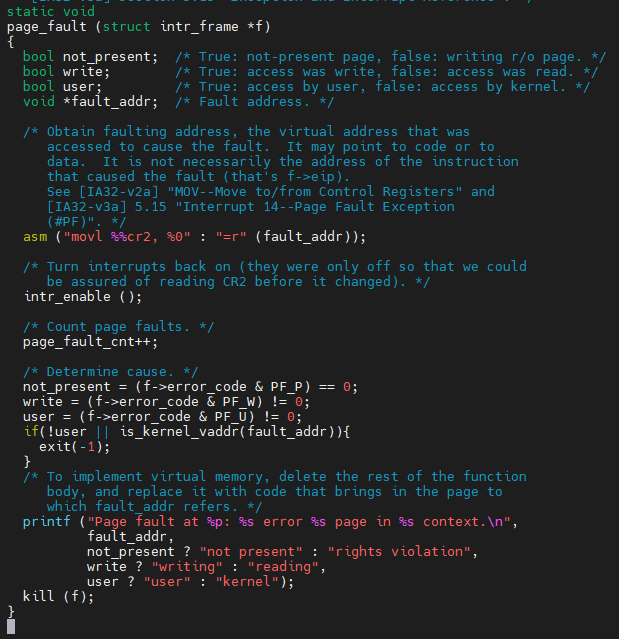 static void
page_fault (struct intr_frame *f)
{
  bool not_present;  /* True: not-present page, false: writing r/o page. */
  bool write;        /* True: access was write, false: access was read. */
  bool user;         /* True: access by user, false: access by kernel. */
  void *fault_addr;  /* Fault address. */

  /* Obtain faulting address, the virtual address that was
     accessed to cause the fault.  It may point to code or to
     data.  It is not necessarily the address of the instruction
     that caused the fault (that's f->eip).
     See [IA32-v2a] "MOV--Move to/from Control Registers" and
     [IA32-v3a] 5.15 "Interrupt 14--Page Fault Exception
     (#PF)". */
  asm ("movl %%cr2, %0" : "=r" (fault_addr));

  /* Turn interrupts back on (they were only off so that we could
     be assured of reading CR2 before it changed). */
  intr_enable ();

  /* Count page faults. */
  page_fault_cnt++;

  /* Determine cause. */
  not_present = (f->error_code & PF_P) == 0;
  write = (f->error_code & PF_W) != 0;
  user = (f->error_code & PF_U) != 0;
  if(!user || is_kernel_vaddr(fault_addr)){
    exit(-1);
  }
  /* To implement virtual memory, delete the rest of the function
     body, and replace it with code that brings in the page to
     which fault_addr refers. */
  printf ("Page fault at %p: %s error %s page in %s context.\n",
          fault_addr,
          not_present ? "not present" : "rights violation",
          write ? "writing" : "reading",
          user ? "user" : "kernel");
  kill (f);
}